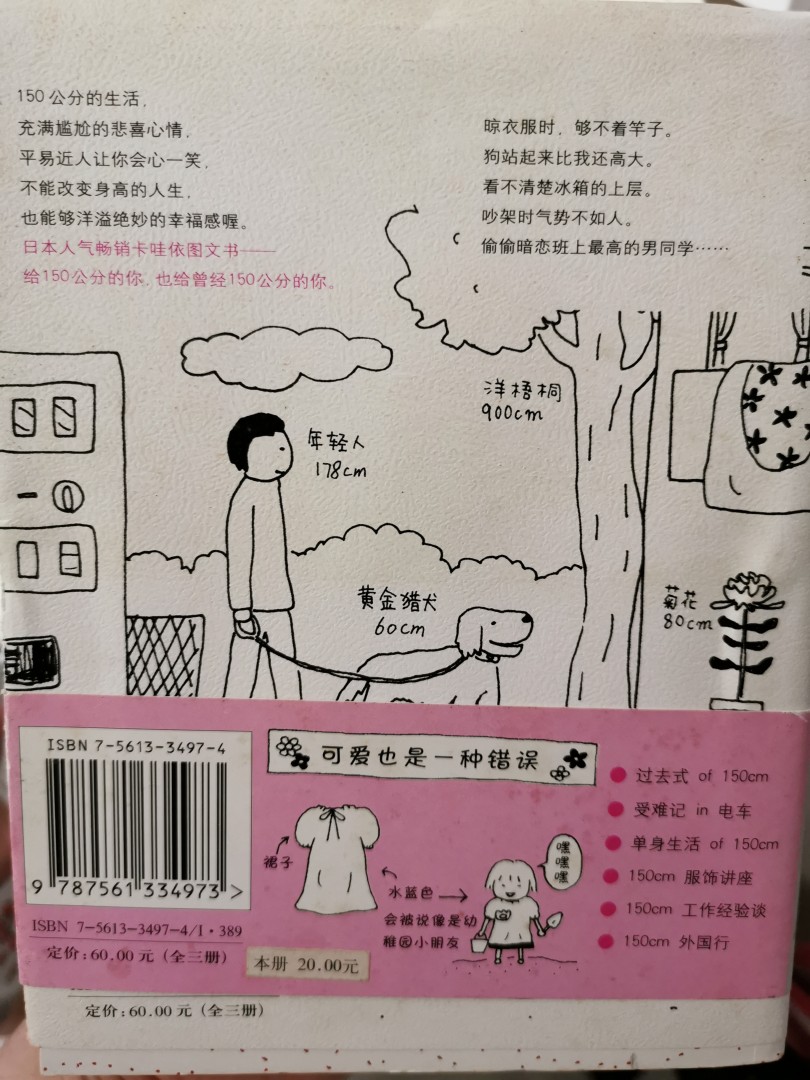 150公分的生活，
充满尴尬的悲喜心情，
平易近人让你会心一笑，
不能改变身高的人生，
也能够洋溢绝妙的幸福感喔。
日本人气畅销卡哇依图文书——
给150公分的你，也给曾经150公分的你。
晾衣服时，够不着竿子。
狗站起来比我还高大。
看不清楚冰箱的上层。
吵架时气势不如人。
偷偷暗恋班上最高的男同学……
洋梧桐
900cm
年轻人
178cm
黄金猎犬
60cm
菊花
80cm
ISBN 7-5613-3497-4
9 787561 334973 >
ISBN 7-5613-3497-4/I·389
定价：60.00元（全三册）
本册 20.00元
可爱也是一种错误
裙子
水蓝色
会被说像是幼
稚园小朋友
嘿嘿嘿
过去式 of 150cm
受难记 in 电车
单身生活 of 150cm
150cm 服饰讲座
150cm 工作经验谈
150cm 外国行
定价：60.00元（全三册）